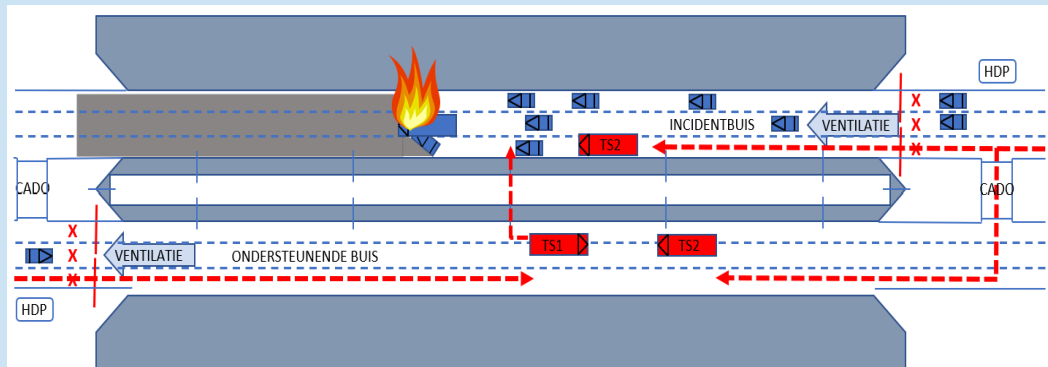 HDP
X
INCIDENTBUIS
VENTILATIE
X
TS2
X
CADO
CADO
X
TS1
TS2
VENTILATIE
X
ONDERSTEUNENDE BUIS
X
HDP